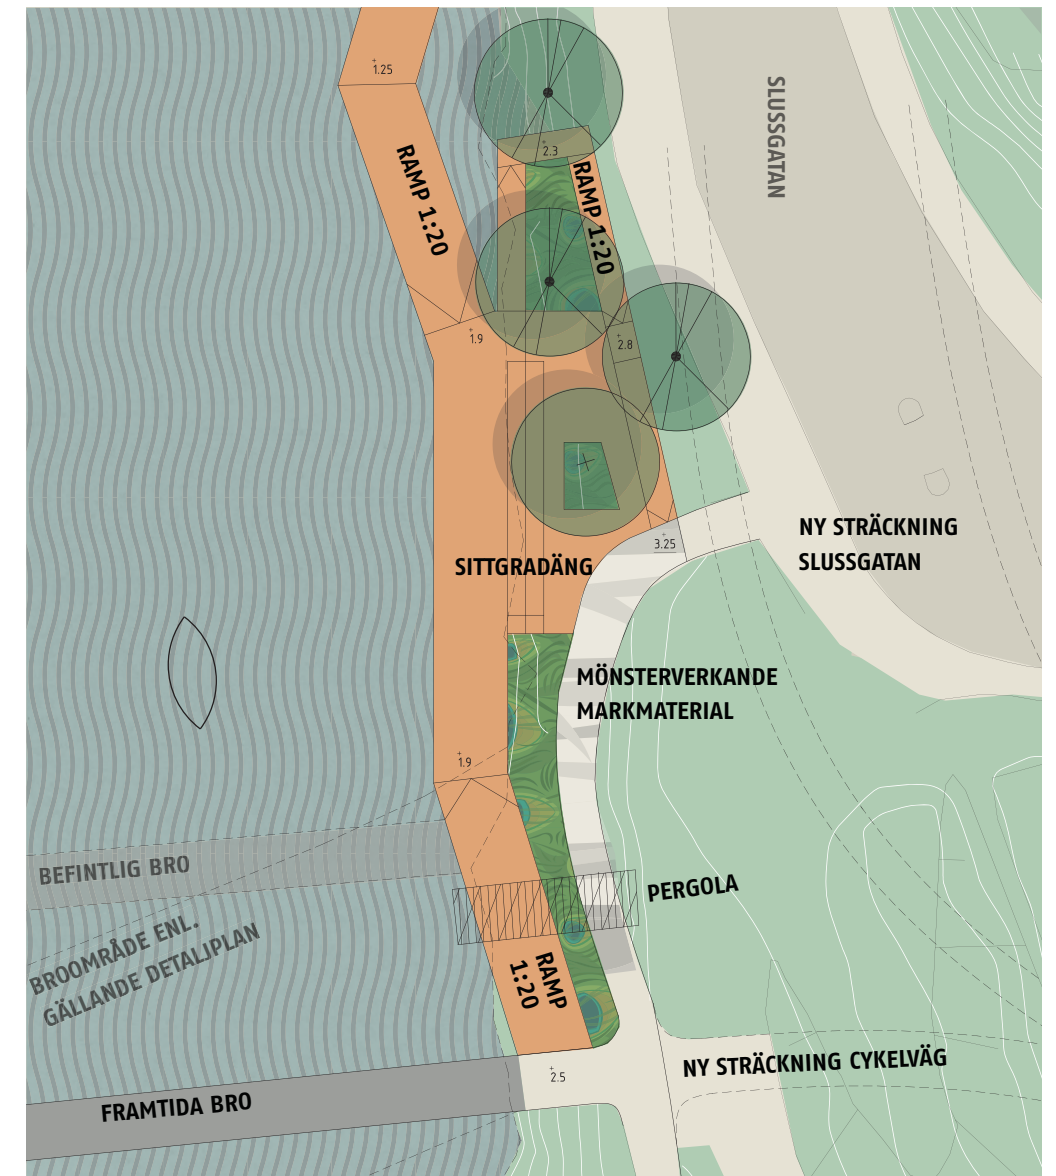 +1.25
SLUSSGATAN
RAMP 1:20
+2.3
RAMP 1:20
+1.9
+2.8
NY STRÄCKNING
SLUSSGATAN
+3.25
SITTGRADÄNG
MÖNSTERVERKANDE
MARKMATERIAL
+1.9
BEFINTLIG BRO
PERGOLA
BROOMRÅDE ENL.
GÄLLANDE DETALJPLAN
RAMP
1:20
NY STRÄCKNING CYKELVÄG
+2.5
FRAMTIDA BRO